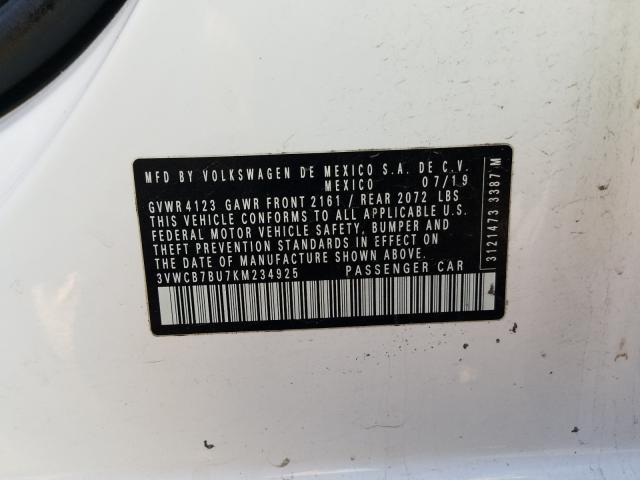 MFD BY VOLKSWAGEN DE MEXICO S.A. DE C.V.
MEXICO 07/19
GVWR 4123 GAWR FRONT 2161 / REAR 2072 LBS
THIS VEHICLE CONFORMS TO ALL APPLICABLE U.S.
FEDERAL MOTOR VEHICLE SAFETY, BUMPER AND
THEFT PREVENTION STANDARDS IN EFFECT ON
THE DATE OF MANUFACTURE SHOWN ABOVE.
3VWCB7BU7KM234925 PASSENGER CAR
3121473 3387 M